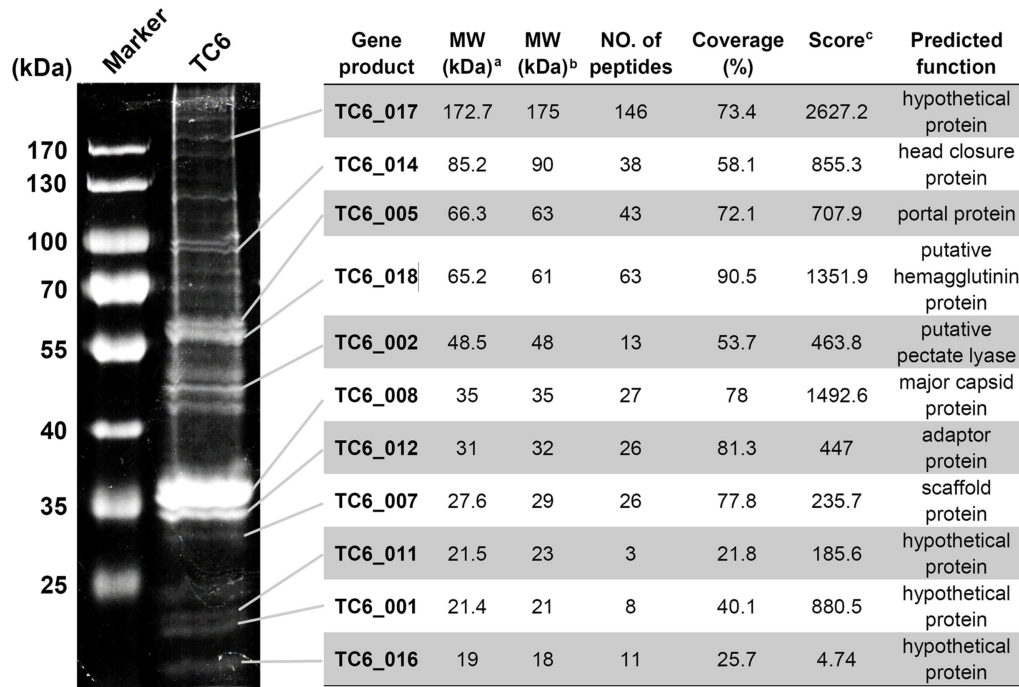 Marker
TC6
(kDa)
170
130
100
70
55
40
35
25
Gene product MW (kDa)a MW (kDa)b NO. of peptides Coverage (%) Scorec Predicted function
TC6_017 172.7 175 146 73.4 2627.2 hypothetical protein
TC6_014 85.2 90 38 58.1 855.3 head closure protein
TC6_005 66.3 63 43 72.1 707.9 portal protein
TC6_018 65.2 61 63 90.5 1351.9 putative hemagglutinin protein
TC6_002 48.5 48 13 53.7 463.8 putative pectate lyase
TC6_008 35 35 27 78 1492.6 major capsid protein
TC6_012 31 32 26 81.3 447 adaptor protein
TC6_007 27.6 29 26 77.8 235.7 scaffold protein
TC6_011 21.5 23 3 21.8 185.6 hypothetical protein
TC6_001 21.4 21 8 40.1 880.5 hypothetical protein
TC6_016 19 18 11 25.7 4.74 hypothetical protein